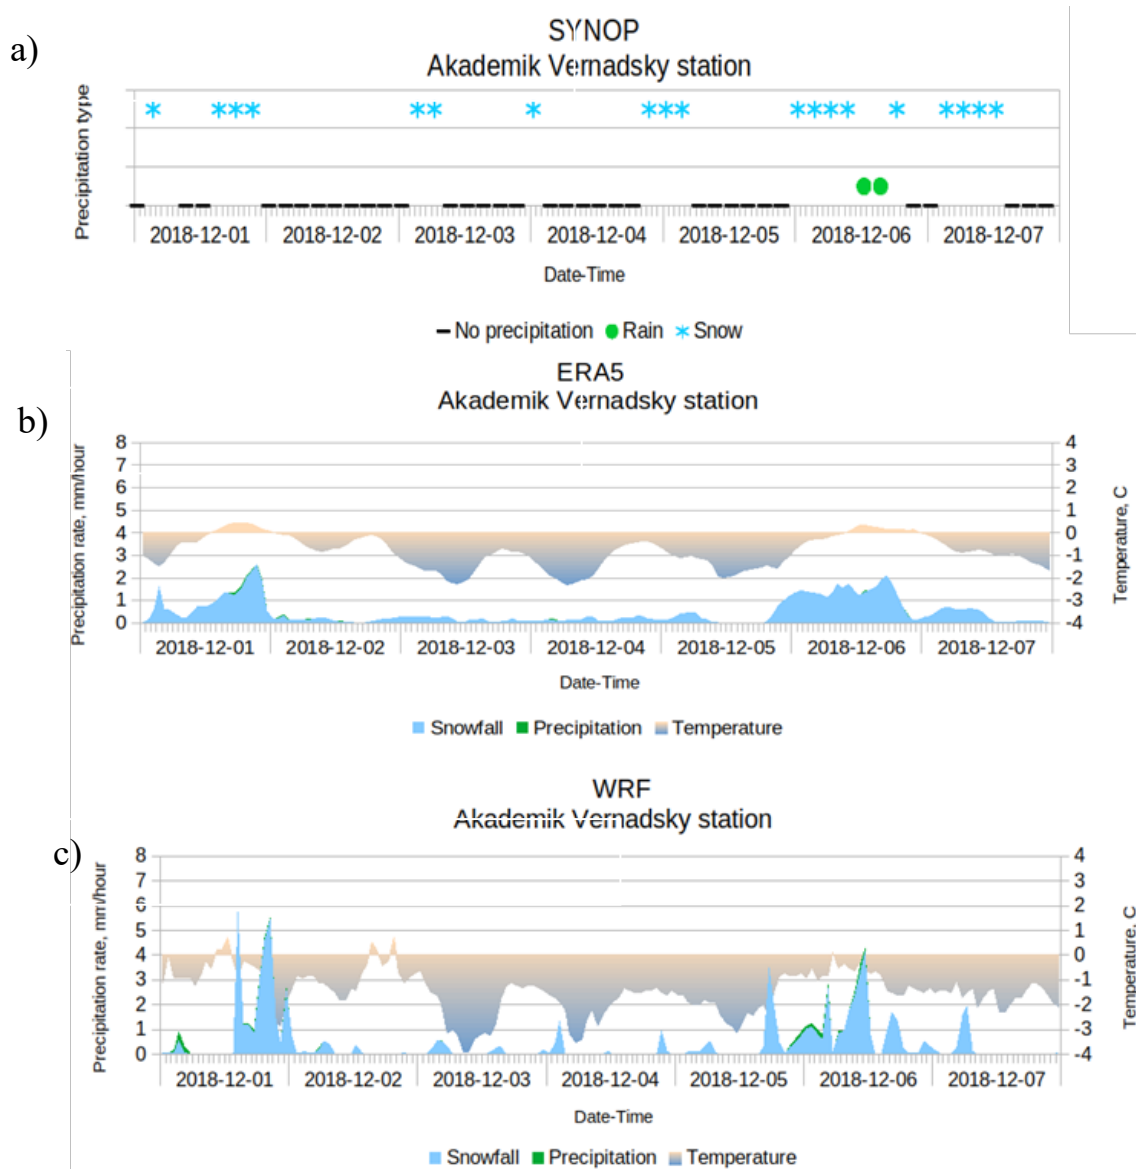 a)
SYNOP
Akademik Vernadsky station
Precipitation type
2018-12-01 2018-12-02 2018-12-03 2018-12-04 2018-12-05 2018-12-06 2018-12-07
Date-Time
No precipitation Rain Snow
b)
ERA5
Akademik Vernadsky station
Precipitation rate, mm/hour
8
7
6
5
4
3
2
1
0
4
3
2
1
0
-1
-2
-3
-4
Temperature, C
2018-12-01 2018-12-02 2018-12-03 2018-12-04 2018-12-05 2018-12-06 2018-12-07
Date-Time
Snowfall Precipitation Temperature
c)
WRF
Akademik Vernadsky station
Precipitation rate, mm/hour
8
7
6
5
4
3
2
1
0
4
3
2
1
0
-1
-2
-3
-4
Temperature, C
2018-12-01 2018-12-02 2018-12-03 2018-12-04 2018-12-05 2018-12-06 2018-12-07
Date-Time
Snowfall Precipitation Temperature